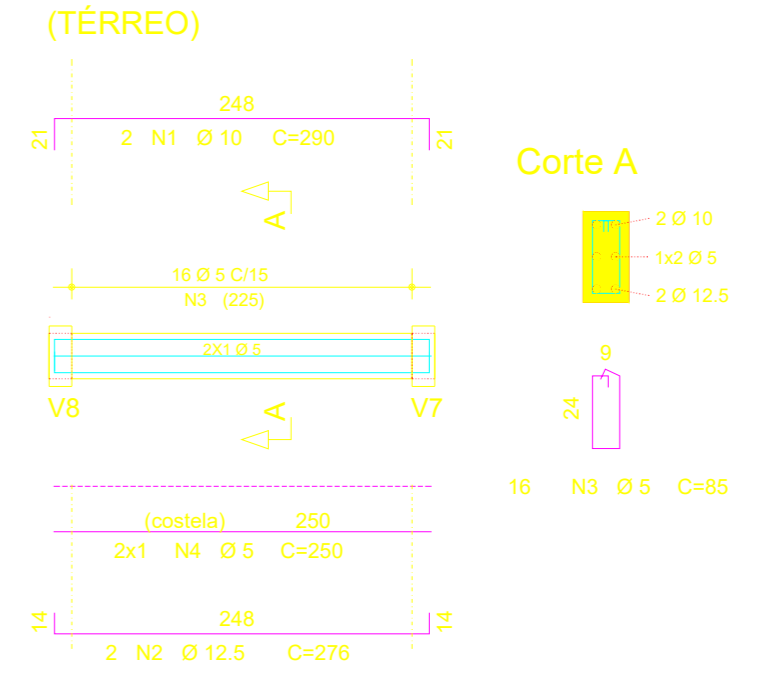 (TÉRREO)
248
21
21
2 N1 Ø 10 C=290
A
16 Ø 5 C/15
N3 (225)
2X1 Ø 5
V8
V7
A
(costela) 250
2x1 N4 Ø 5 C=250
248
14
14
2 N2 Ø 12.5 C=276
Corte A
2 Ø 10
1x2 Ø 5
2 Ø 12.5
9
24
16 N3 Ø 5 C=85